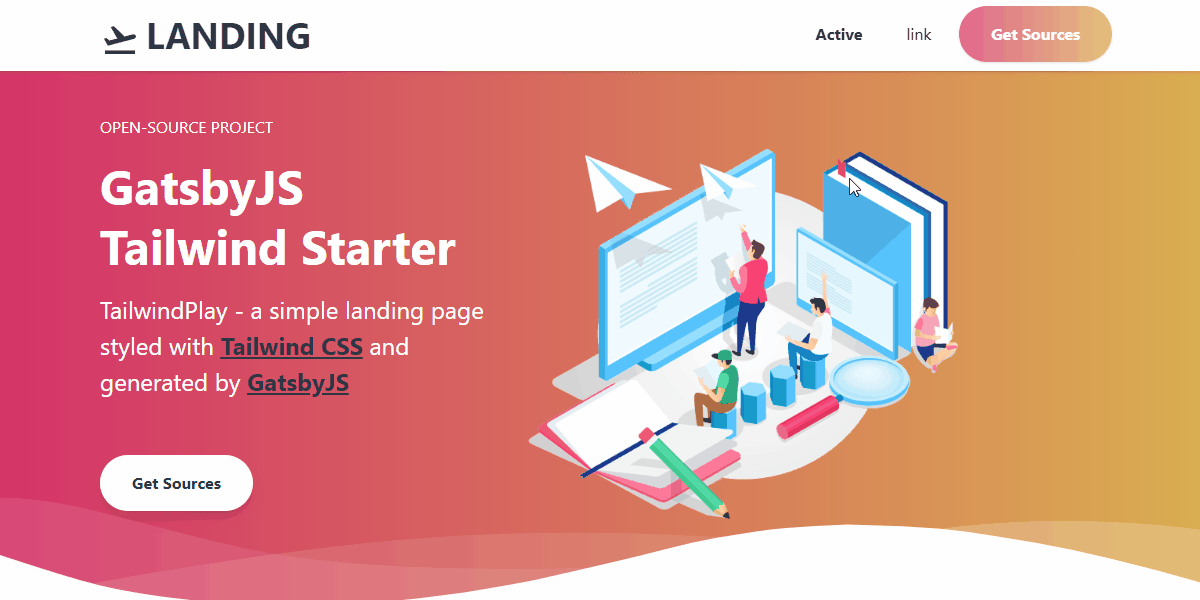 LANDING
Active
link
Get Sources
OPEN-SOURCE PROJECT
GatsbyJS
Tailwind Starter
TailwindPlay - a simple landing page
styled with Tailwind CSS and
generated by GatsbyJS
Get Sources